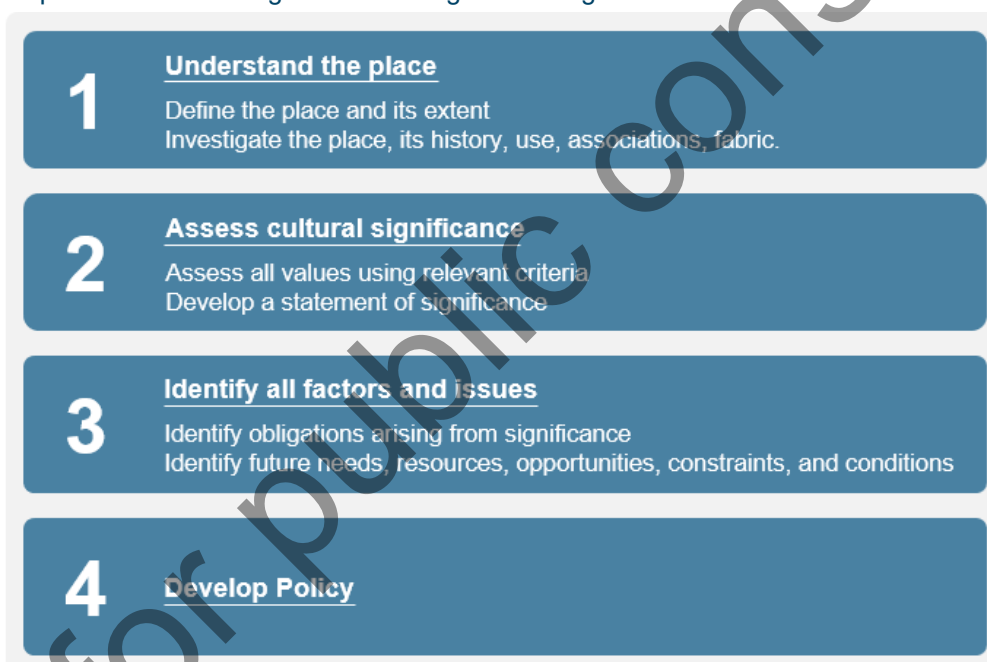 1
Understand the place
Define the place and its extent
Investigate the place, its history, use, associations, fabric.
2
Assess cultural significance
Assess all values using relevant criteria
Develop a statement of significance
3
Identify all factors and issues
Identify obligations arising from significance
Identify future needs, resources, opportunities, constraints, and conditions
4
Develop Policy
for public cons